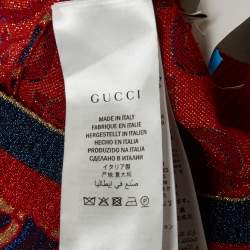 GUCCI
MADE IN ITALY
FABRIQUE EN ITALIE
HERGESTELLT IN ITALIEN
HECHO EN ITALIA
PRODUZIDO NA ITALIA
СДЕЛАНО В ИТАЛИИ
イタリア製
产地：意大利
صنع في إيطاليا